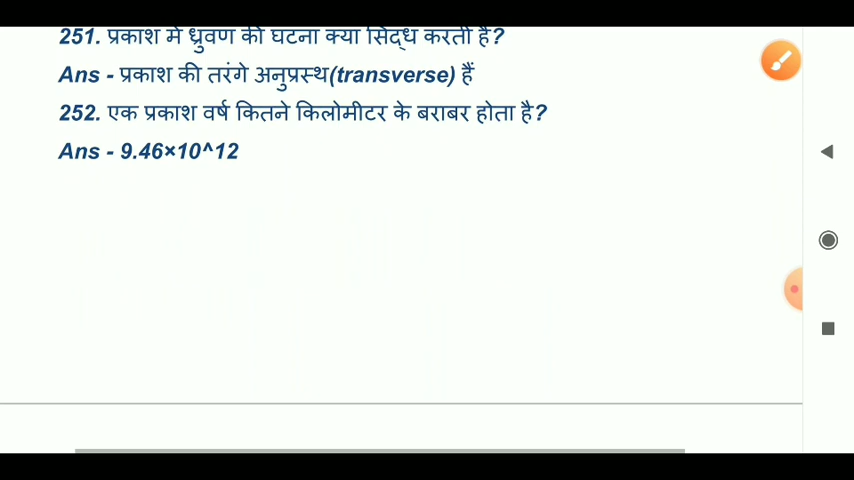 251. प्रकाश में ध्रुवण की घटना क्या सिद्ध करती है?
Ans - प्रकाश की तरंगे अनुप्रस्थ(transverse) हैं
252. एक प्रकाश वर्ष कितने किलोमीटर के बराबर होता है?
Ans - 9.46×10^12